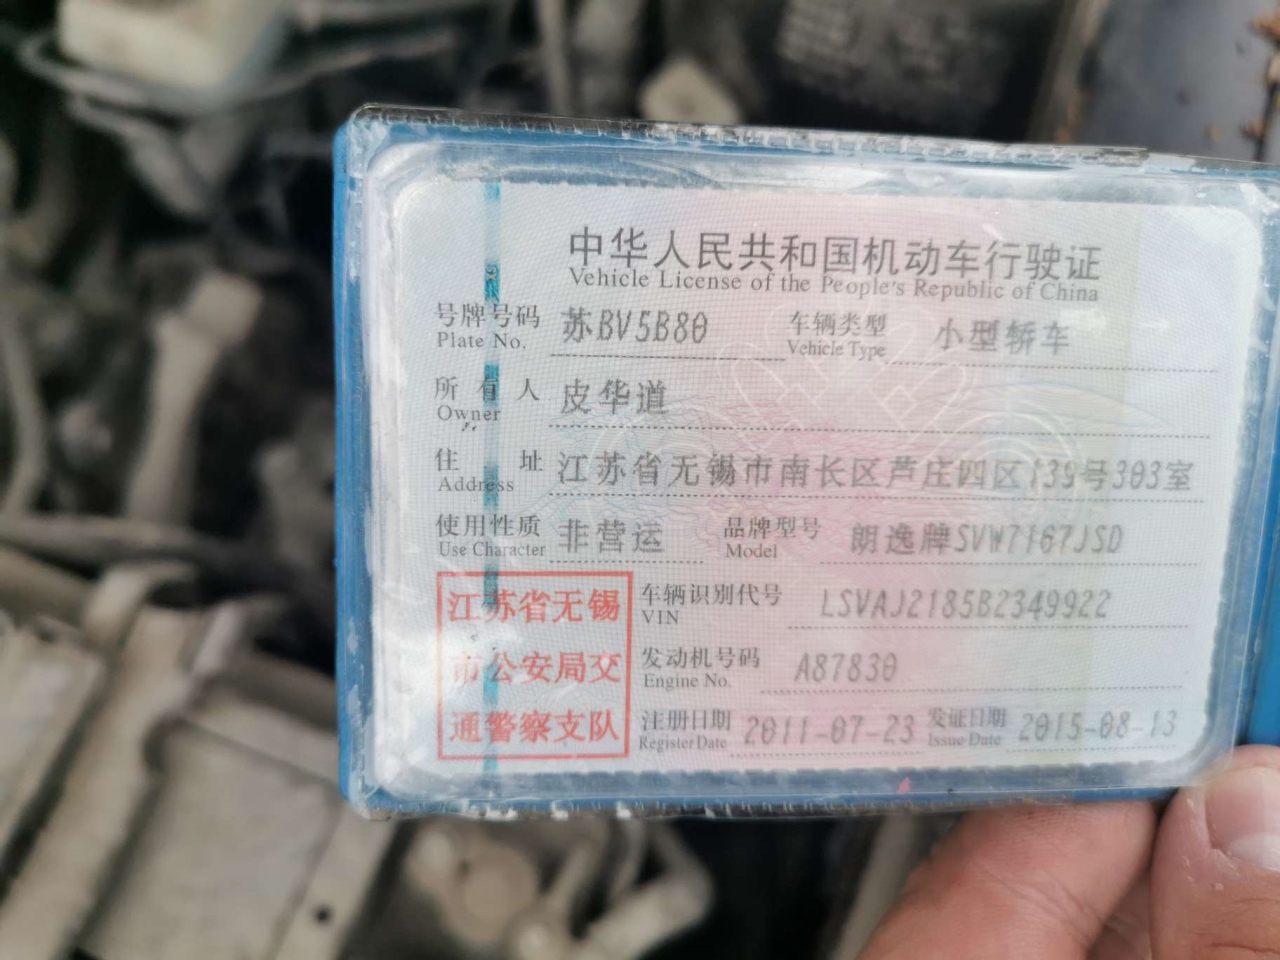 中华人民共和国机动车行驶证
Vehicle License of the People's Republic of China
号牌号码 苏BV5B80 车辆类型 小型轿车
Plate No. Vehicle Type
所有人 皮华道
Owner
住址 江苏省无锡市南长区芦庄四区139号303室
Address
使用性质 非营运 品牌型号 朗逸牌SVW7167JSD
Use Character Model
江苏省无锡
市公安局交
通警察支队
车辆识别代号 LSVAJ2185B2349922
VIN
发动机号码 A87830
Engine No.
注册日期 2011-07-23 发证日期 2015-08-13
Register Date Issue Date